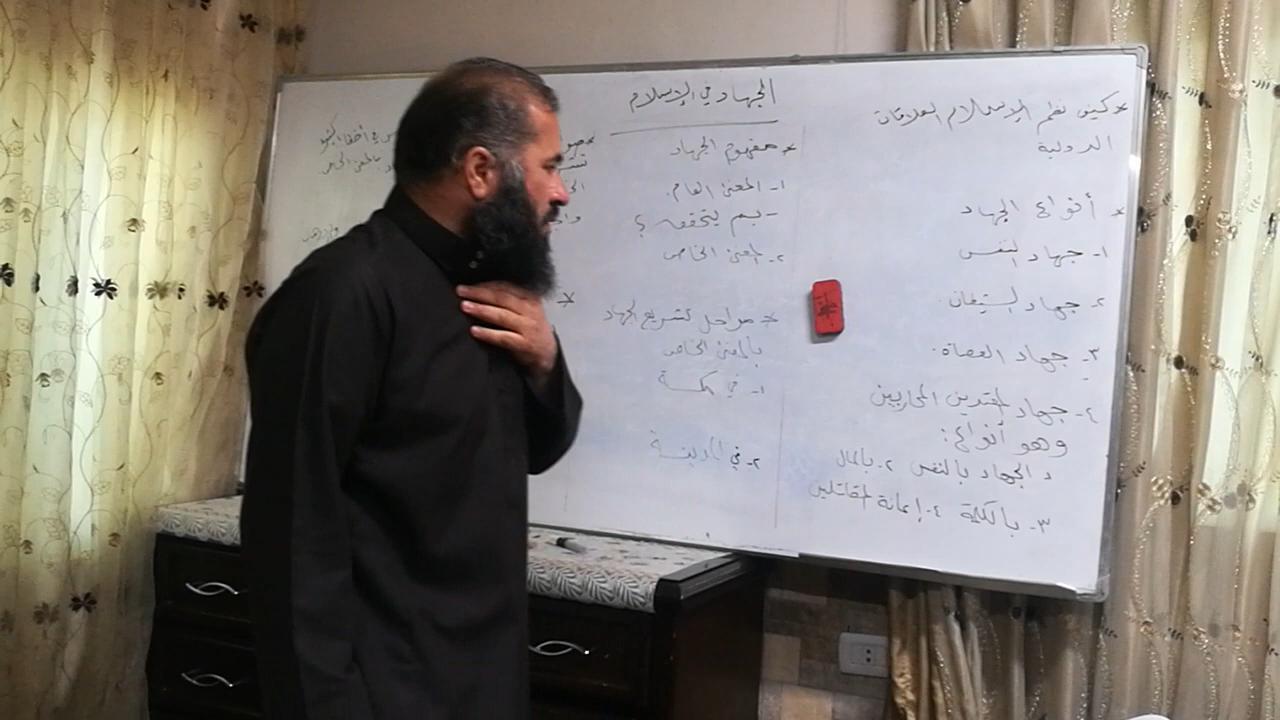 الجهاد في الإسلام
* كيف نظم الإسلام العلاقات
الدولية
* أنواع الجهاد
١- جهاد النفس
٢- جهاد الشيطان.
٣- جهاد العصاة.
٤- جهاد المعتدين المحاربين
وهو أنواع:
١. الجهاد بالنفس ٢- بالمال
٣- بالكلمة ٤- إعانة المقاتلين
* مفهوم الجهاد
١- المعنى العام.
- بم يتحقق؟
٢- المعنى الخاص
* مراحل تشريع الجهاد
بالمعنى الخاص
١- في مكة
٢- في المدينة
*
بالمعنى الخاص